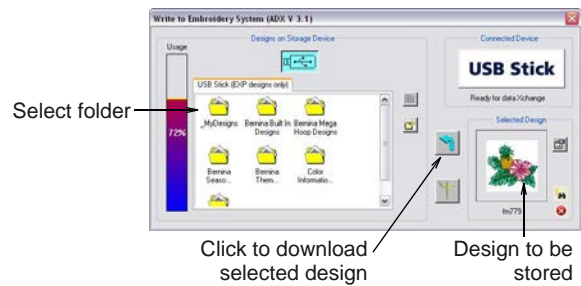 Write to Embroidery System (ADX V 3.1)
Usage
Designs on Storage Device
Connected Device
USB Stick (EXP designs only)
USB Stick
Ready for data Xchange
Select folder
_MyDesigns
Bernina Built In Designs
Bernina Mega Hoop Designs
Selected Design
72%
Bernina Seaso...
Bernina Them...
Color Informatio...
fm779
Click to download
selected design
Design to be
stored